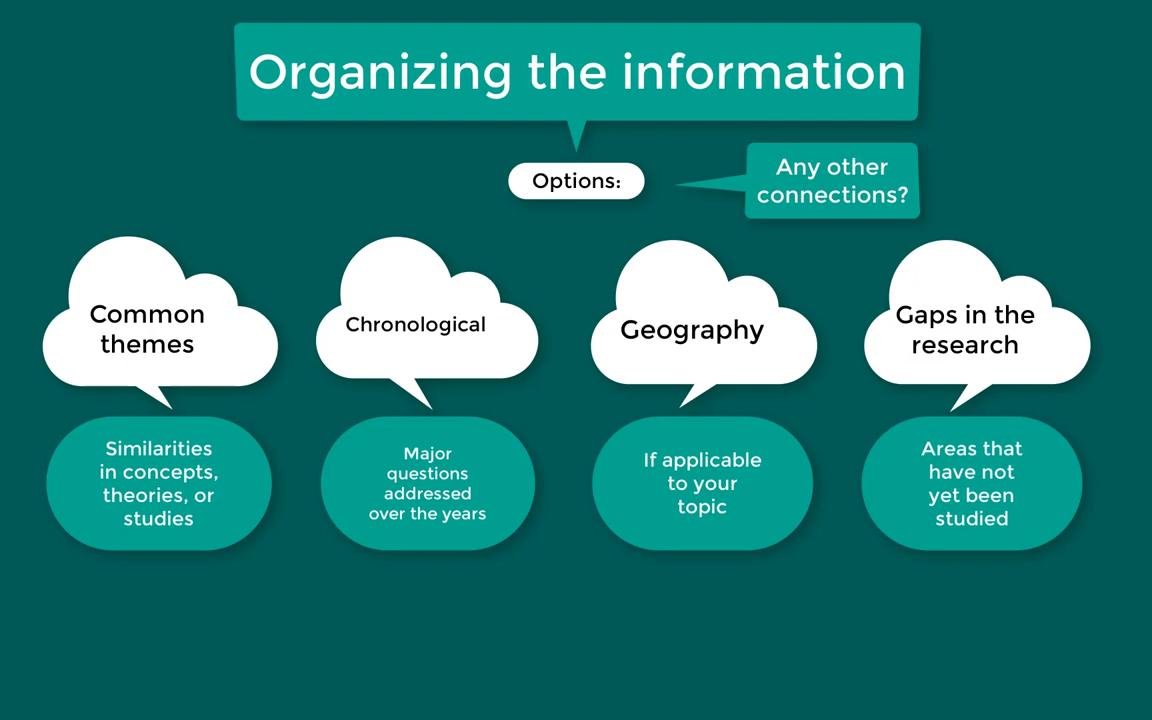 Organizing the information
Options:
Any other
connections?
Common
themes
Chronological
Geography
Gaps in the
research
Similarities
in concepts,
theories, or
studies
Major
questions
addressed
over the years
If applicable
to your
topic
Areas that
have not
yet been
studied